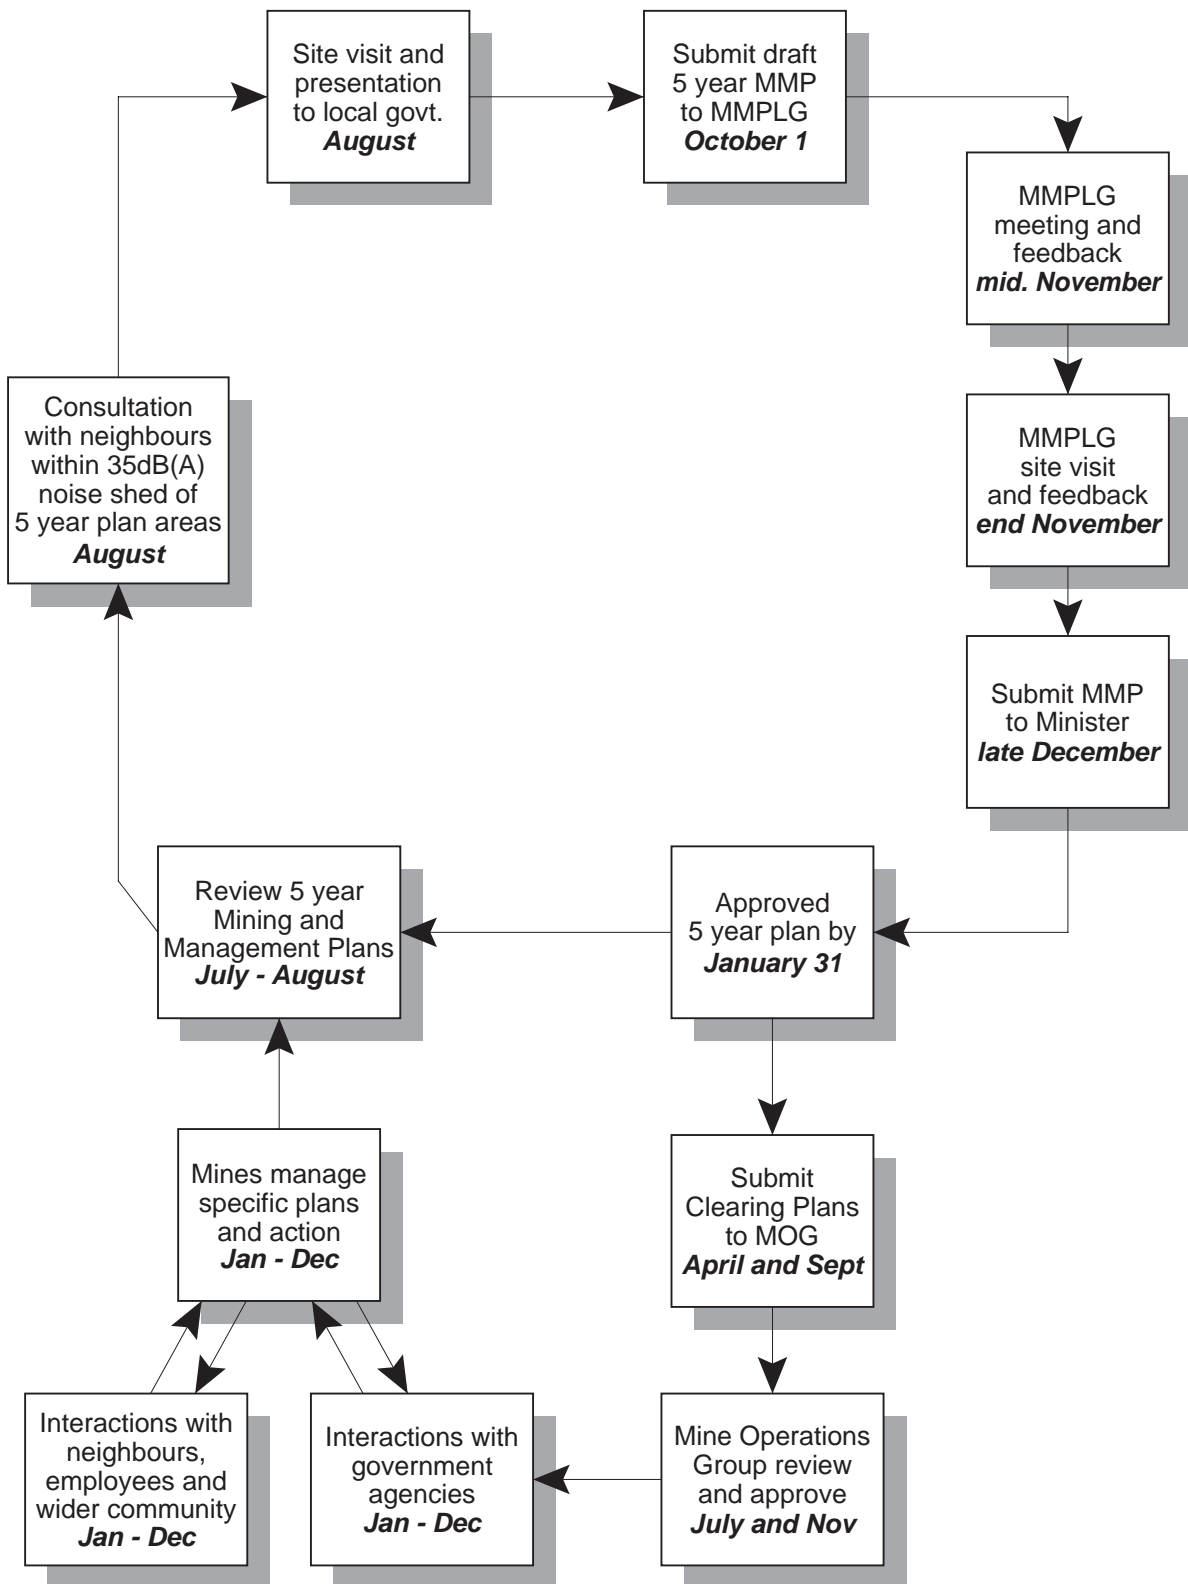 Site visit and
presentation
to local govt.
August
Submit draft
5 year MMP
to MMPLG
October 1
MMPLG
meeting and
feedback
mid. November
Consultation
with neighbours
within 35dB(A)
noise shed of
5 year plan areas
August
MMPLG
site visit
and feedback
end November
Submit MMP
to Minister
late December
Review 5 year
Mining and
Management Plans
July - August
Approved
5 year plan by
January 31
Mines manage
specific plans
and action
Jan - Dec
Submit
Clearing Plans
to MOG
April and Sept
Interactions with
neighbours,
employees and
wider community
Jan - Dec
Interactions with
government
agencies
Jan - Dec
Mine Operations
Group review
and approve
July and Nov